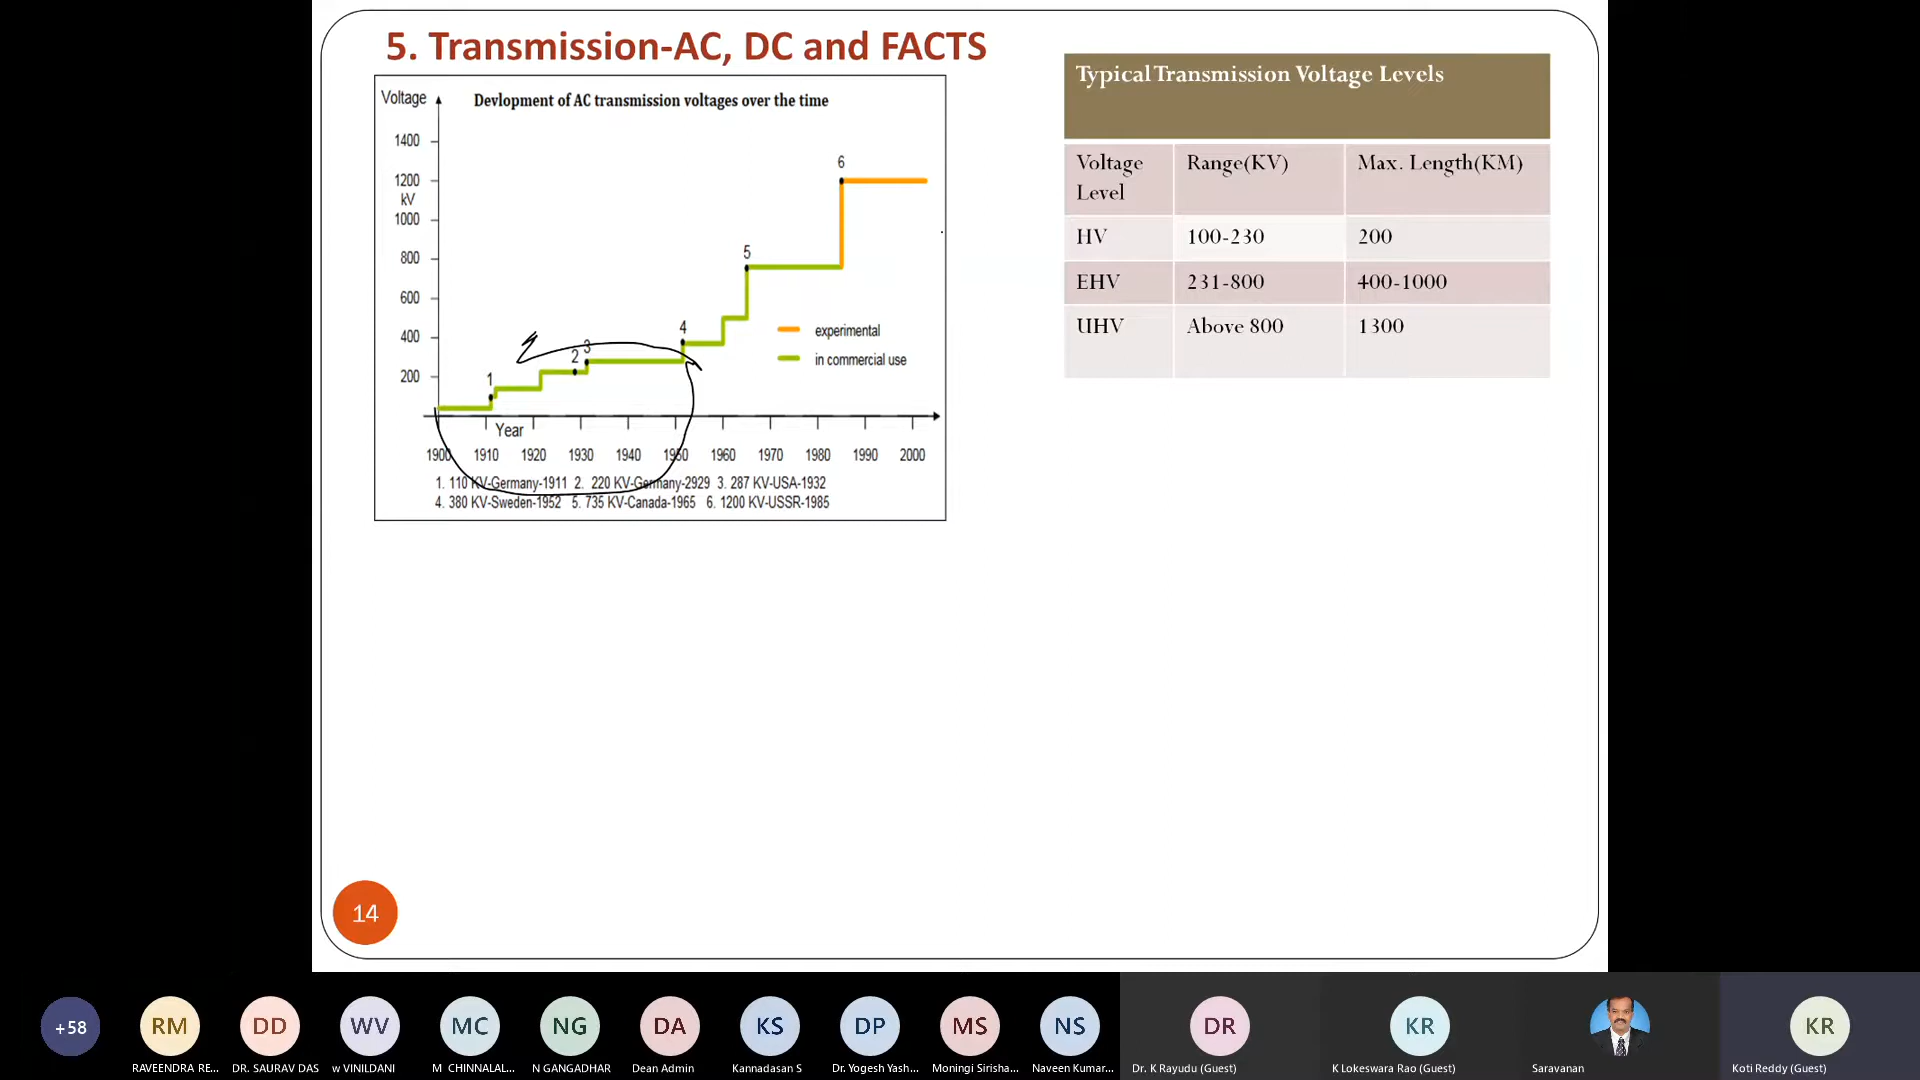 5. Transmission-AC, DC and FACTS
Voltage
Devlopment of AC transmission voltages over the time
1400
1200
kV
1000
800
600
400
200
6
5
4
3
2
1
experimental
in commercial use
Year
1900 1910 1920 1930 1940 1950 1960 1970 1980 1990 2000
1. 110 KV-Germany-1911 2. 220 KV-Germany-2929 3. 287 KV-USA-1932
4. 380 KV-Sweden-1952 5. 735 KV-Canada-1965 6. 1200 KV-USSR-1985
Typical Transmission Voltage Levels
Voltage Level Range(KV) Max. Length(KM)
HV 100-230 200
EHV 231-800 400-1000
UHV Above 800 1300
14
+58 RM DD WV MC NG DA KS DP MS NS DR KR KR
RAVEENDRA RE... DR. SAURAV DAS w VINILDANI M CHINNALAL... N GANGADHAR Dean Admin Kannadasan S Dr. Yogesh Yash... Moningi Sirisha... Naveen Kumar... Dr. K Rayudu (Guest) K Lokeswara Rao (Guest) Saravanan Koti Reddy (Guest)